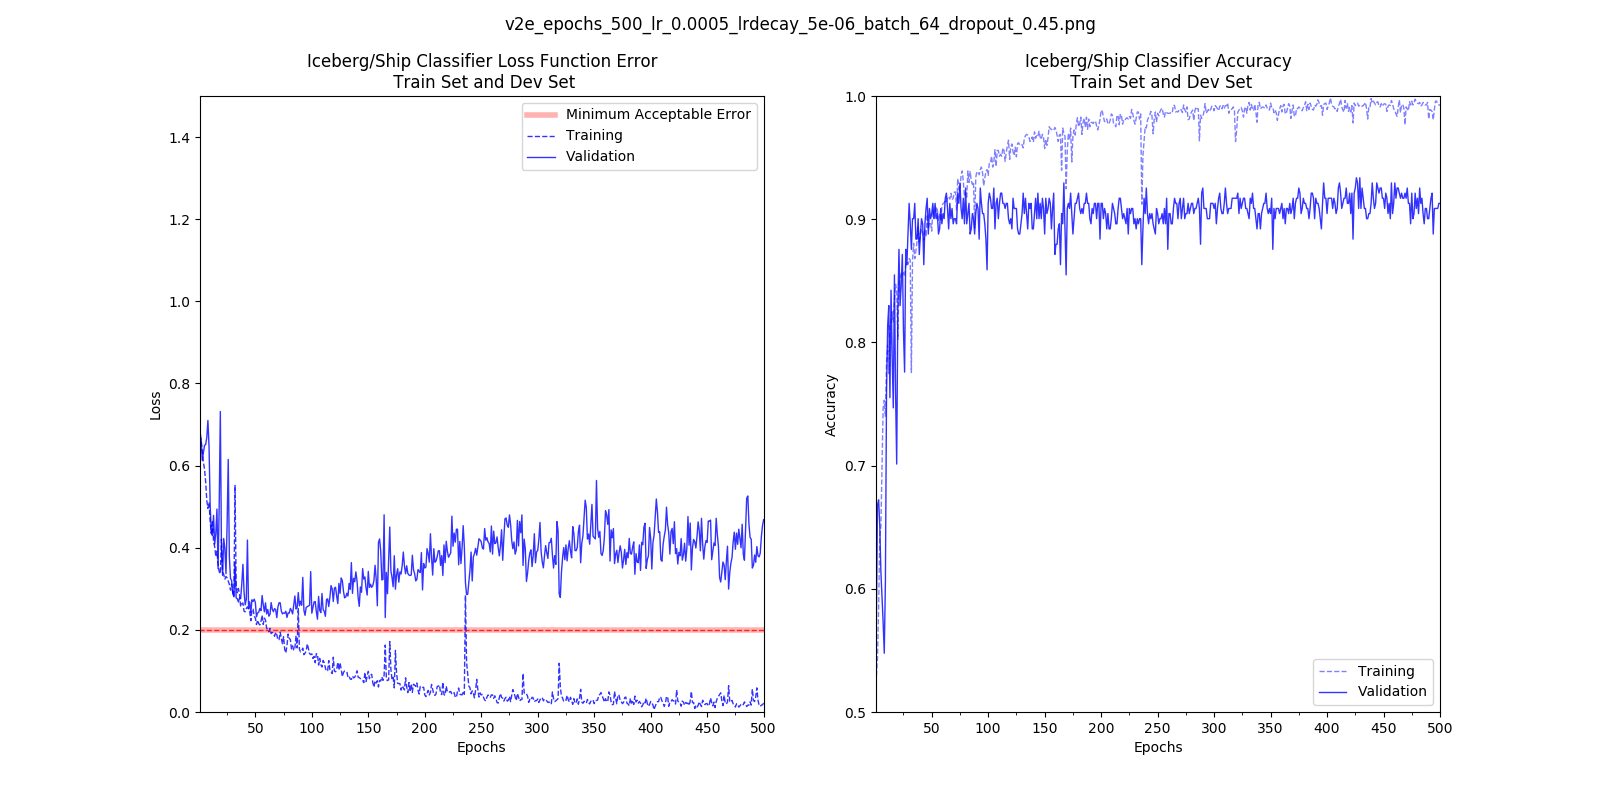 v2e_epochs_500_lr_0.0005_lrdecay_5e-06_batch_64_dropout_0.45.png
Iceberg/Ship Classifier Loss Function Error
Train Set and Dev Set
Minimum Acceptable Error
Training
Validation
1.4
1.2
1.0
0.8
0.6
0.4
0.2
0.0
Loss
50 100 150 200 250 300 350 400 450 500
Epochs
Iceberg/Ship Classifier Accuracy
Train Set and Dev Set
1.0
0.9
0.8
0.7
0.6
0.5
Accuracy
Training
Validation
50 100 150 200 250 300 350 400 450 500
Epochs